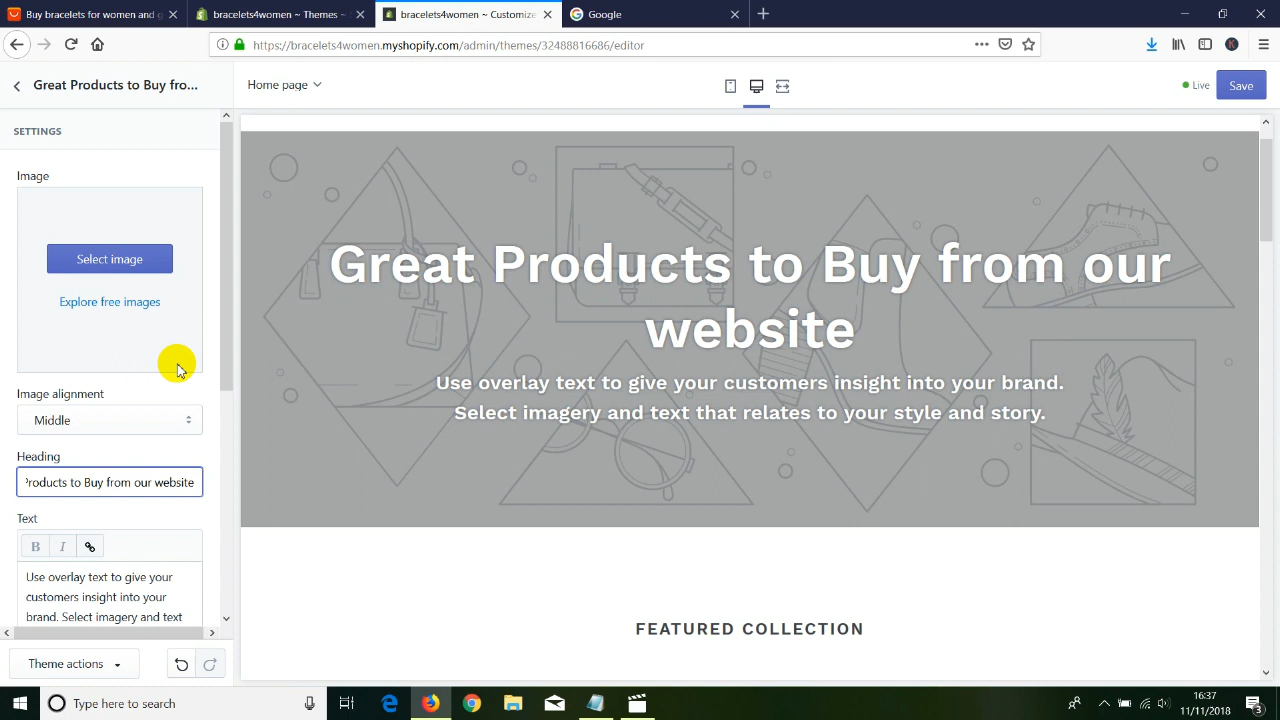 Buy bracelets for women and g
bracelets4women ~ Themes ~
bracelets4women ~ Customize
Google
https://bracelets4women.myshopify.com/admin/themes/32486816686/editor
Great Products to Buy fro...
Home page
Live
Save
SETTINGS
Image
Select image
Explore free images
Image alignment
Middle
Heading
Products to Buy from our website
Text
B I
Use overlay text to give your
customers insight into your
brand. Select imagery and text
Theme actions
Great Products to Buy from our
website
Use overlay text to give your customers insight into your brand.
Select imagery and text that relates to your style and story.
FEATURED COLLECTION
Type here to search
16:37
11/11/2018
3